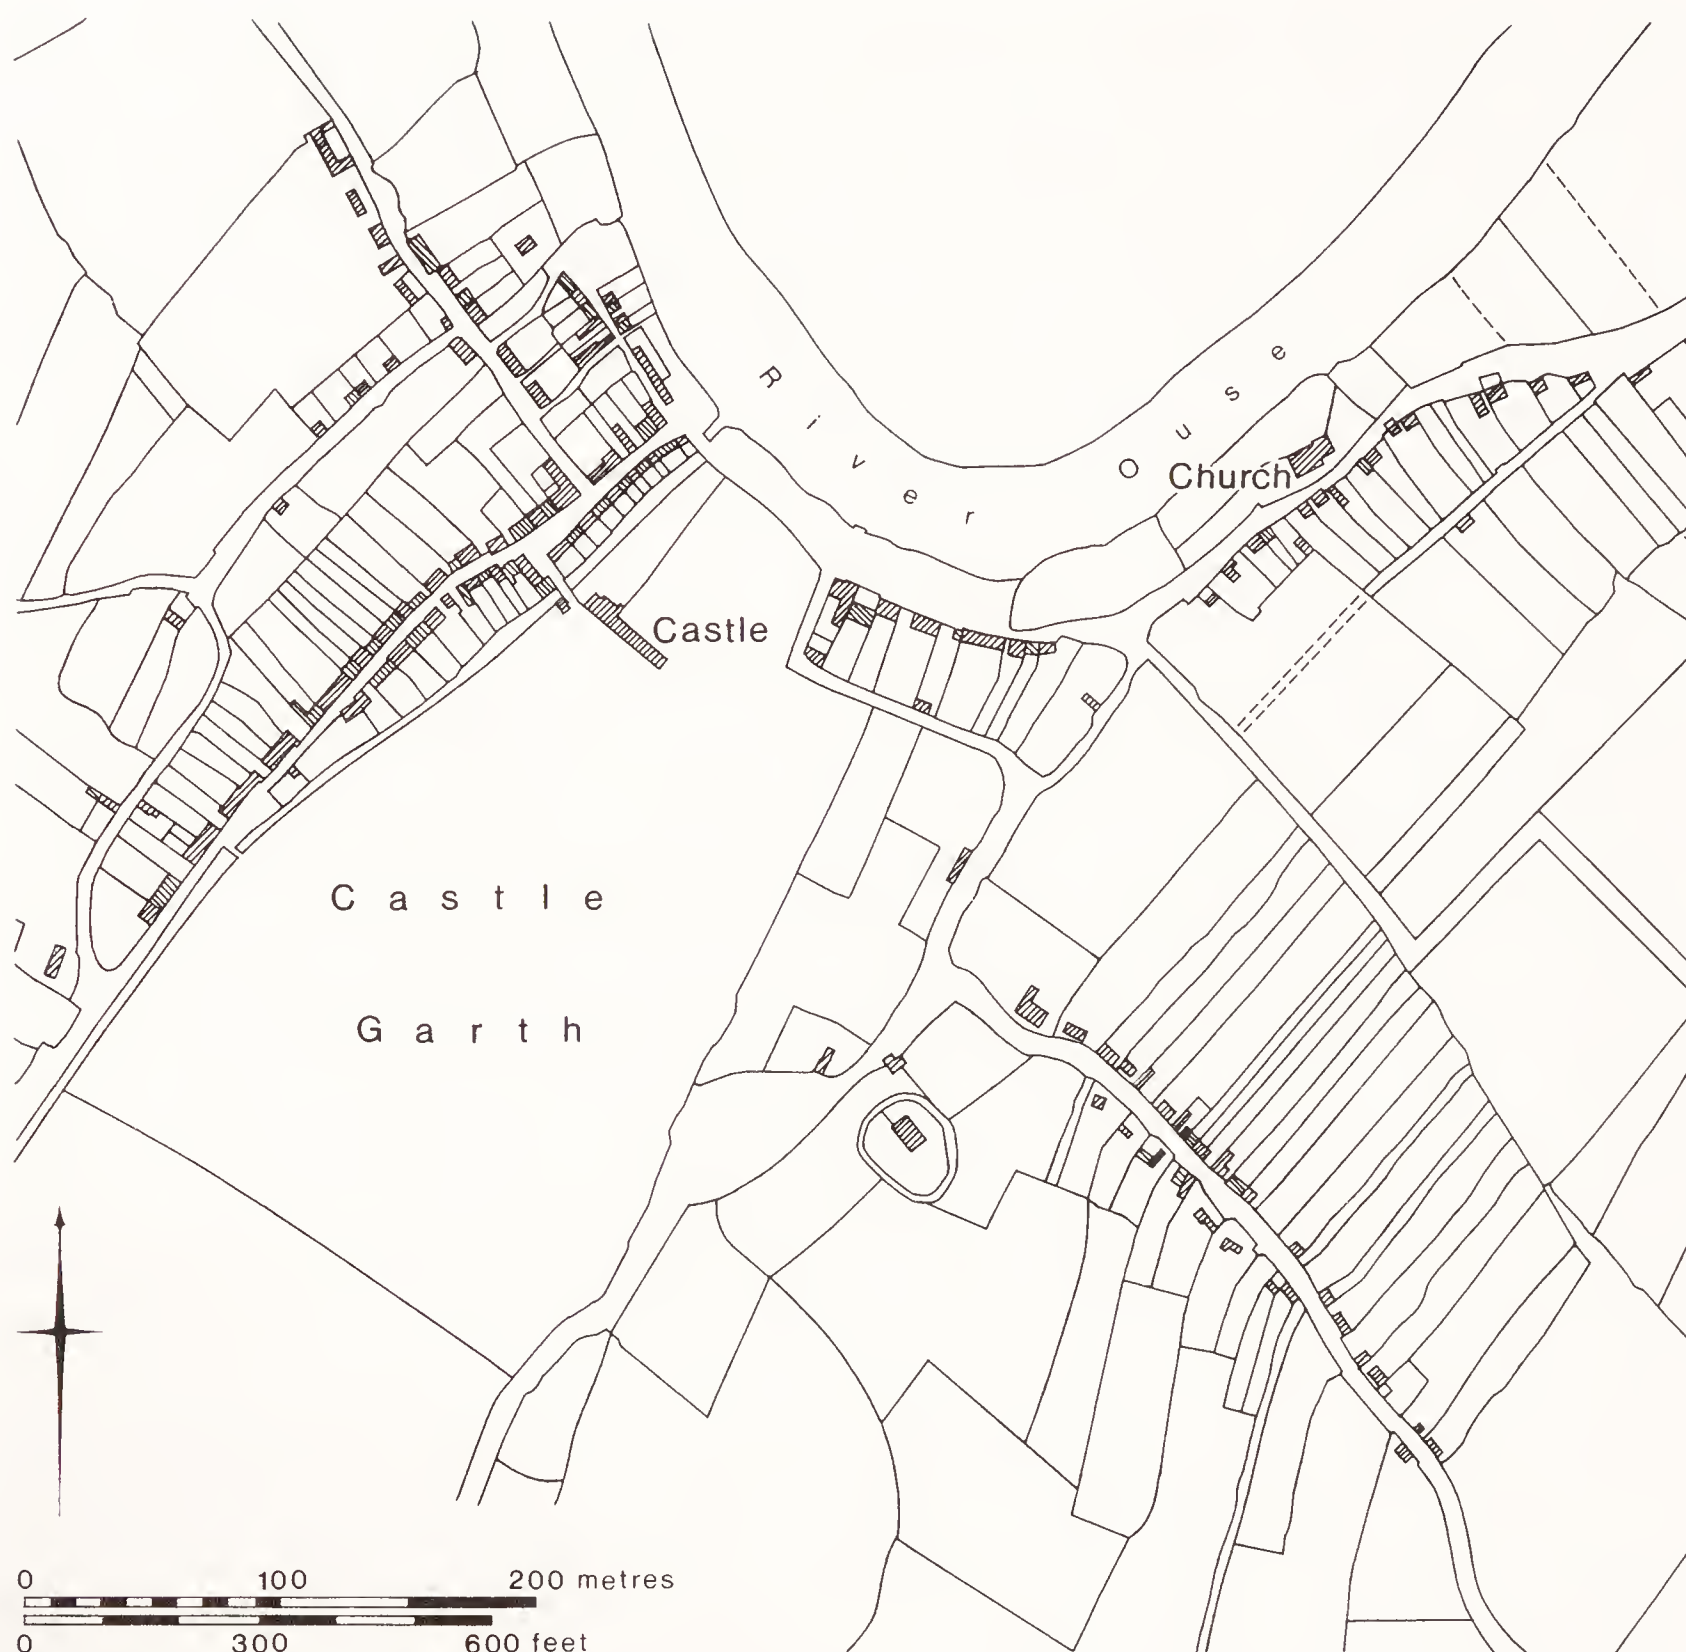 River
Ouse
Church
Castle
Castle
Garth
0 100 200 metres
0 300 600 feet